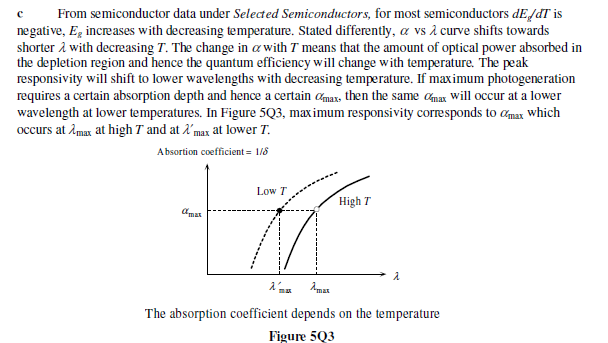 c From semiconductor data under Selected Semiconductors, for most semiconductors dEg/dT is
negative, Eg increases with decreasing temperature. Stated differently, α vs λ curve shifts towards
shorter λ with decreasing T. The change in α with T means that the amount of optical power absorbed in
the depletion region and hence the quantum efficiency will change with temperature. The peak
responsivity will shift to lower wavelengths with decreasing temperature. If maximum photogeneration
requires a certain absorption depth and hence a certain αmax, then the same αmax will occur at a lower
wavelength at lower temperatures. In Figure 5Q3, maximum responsivity corresponds to αmax which
occurs at λmax at high T and at λ′max at lower T.
Absortion coefficient = 1/δ
Low T
High T
αmax
λ
λ′max λmax
The absorption coefficient depends on the temperature
Figure 5Q3